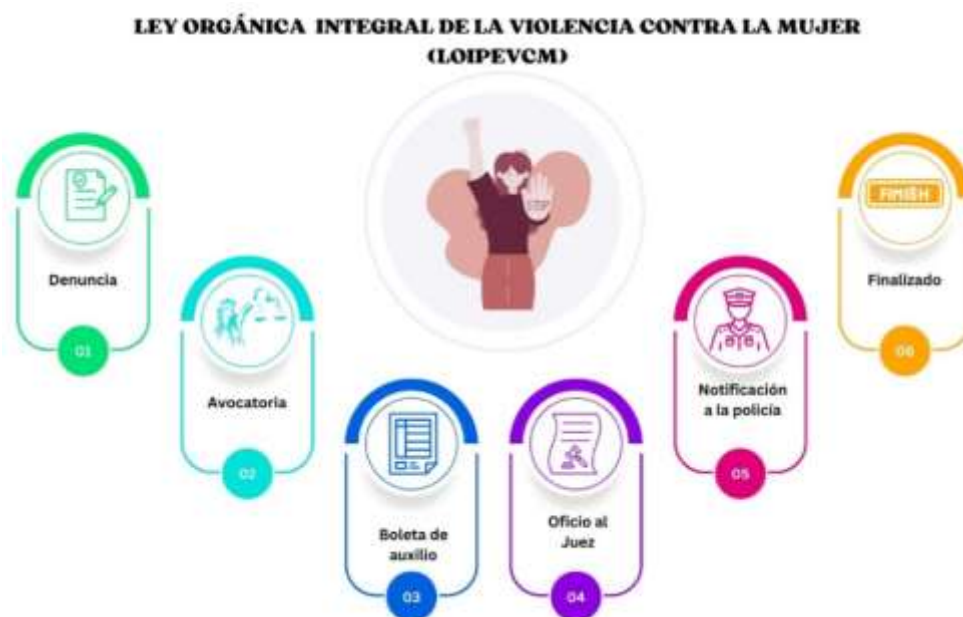 LEY ORGÁNICA INTEGRAL DE LA VIOLENCIA CONTRA LA MUJER
(LOIPEVCM)
Denuncia
01
Avocatoria
02
Boleta de
auxilio
03
Oficio al
Juez
04
Notificación
a la policía
05
FINISH
Finalizado
06